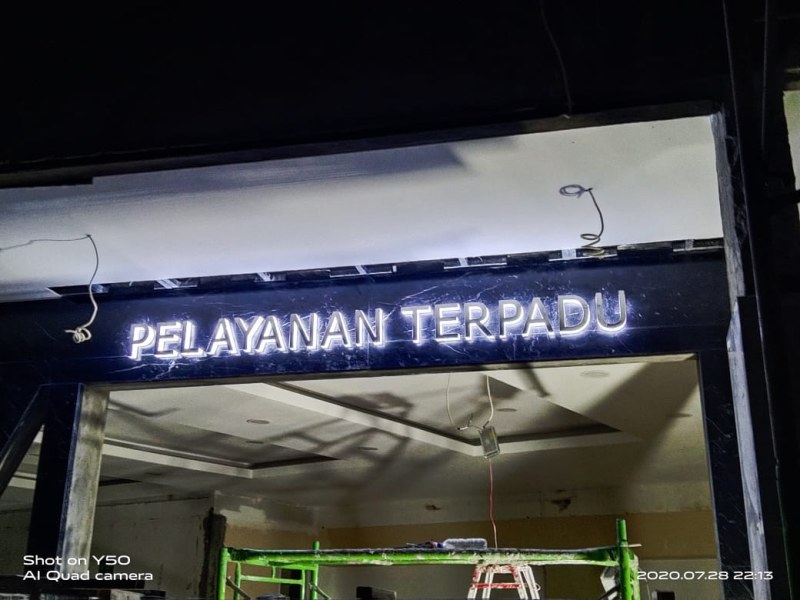 PELAYANAN TERPADU
Shot on Y50
AI Quad camera
2020.07.28 22:13